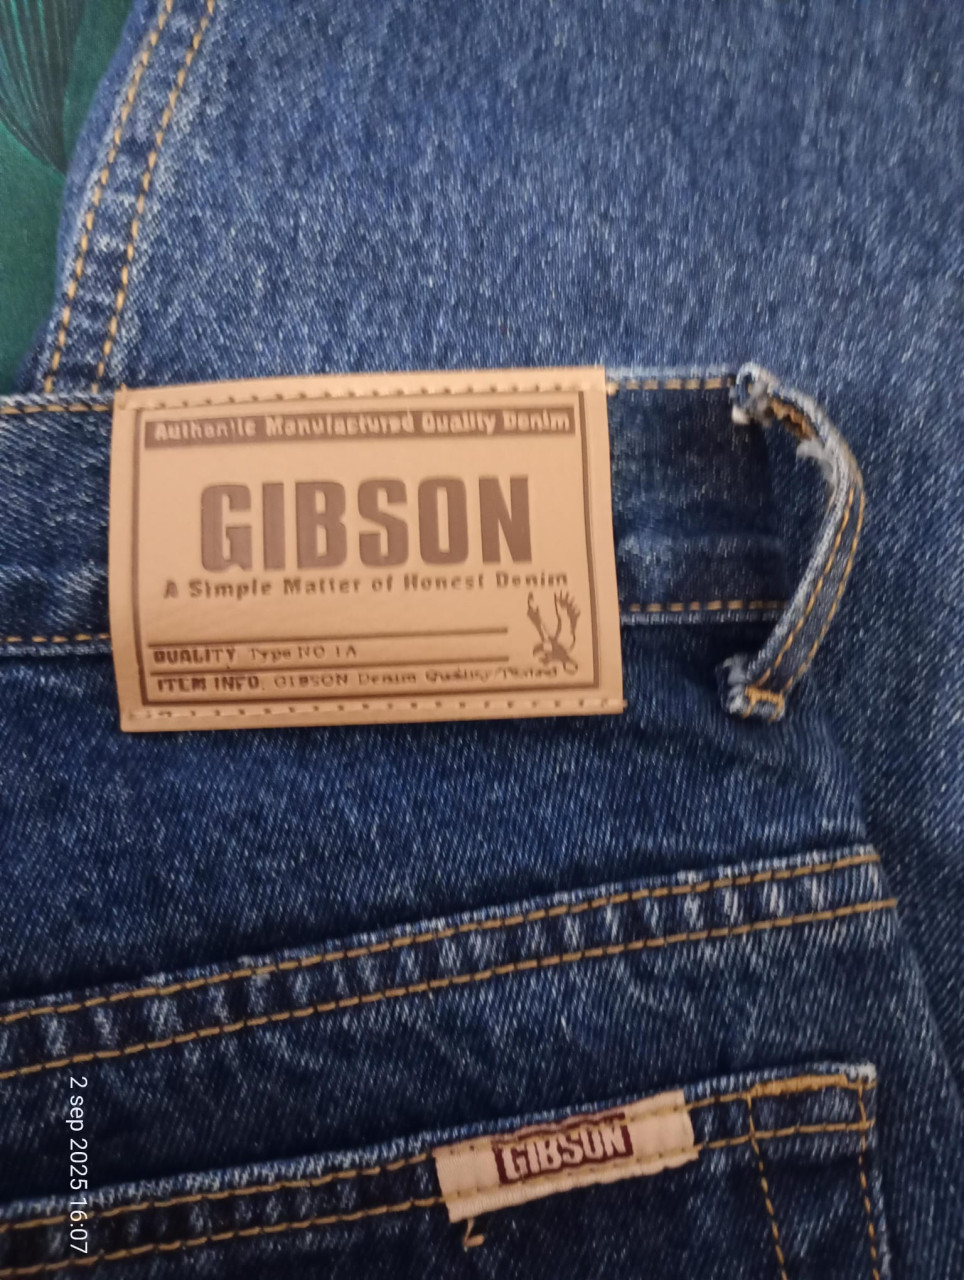 Authentic Manufactured Quality Denim
GIBSON
A Simple Matter of Honest Denim
QUALITY Type NO 1A
ITEM INFO. GIBSON Denim Quality
GIBSON
2 sep 2025 16:07